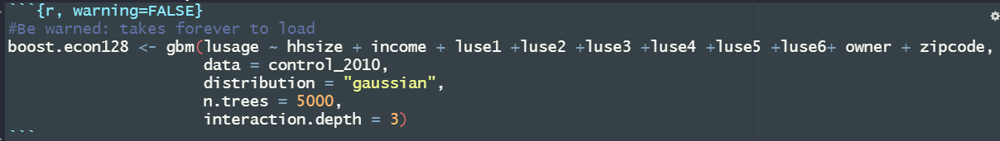 ```{r, warning=FALSE}
#Be warned: takes forever to load
boost.econ128 <- gbm(lusage ~ hhsize + income + luse1 +luse2 +luse3 +luse4 +luse5 +luse6+ owner + zipcode,
data = control_2010,
distribution = "gaussian",
n.trees = 5000,
interaction.depth = 3)
```